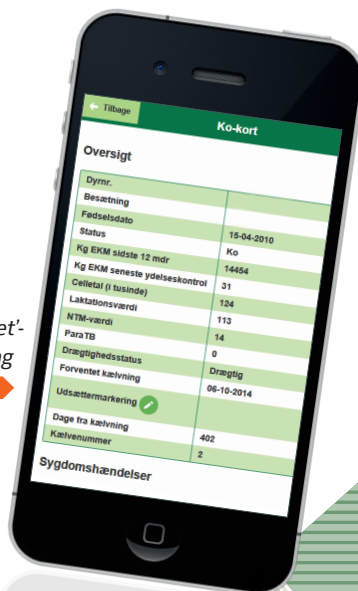 Tilbage
Ko-kort
Oversigt
Dyrnr.
Besætning
Fødselsdato 15-04-2010
Status Ko
Kg EKM sidste 12 mdr 14454
Kg EKM seneste ydelseskontrol 31
Celletal (i tusinde) 124
Laktationsværdi 113
NTM-værdi 14
ParaTB 0
Drægtighedsstatus Drægtig
Forventet kælvning 06-10-2014
Udsættermarkering
Dage fra kælvning 402
Kælvenummer 2
Sygdomshændelser
et'-
ng